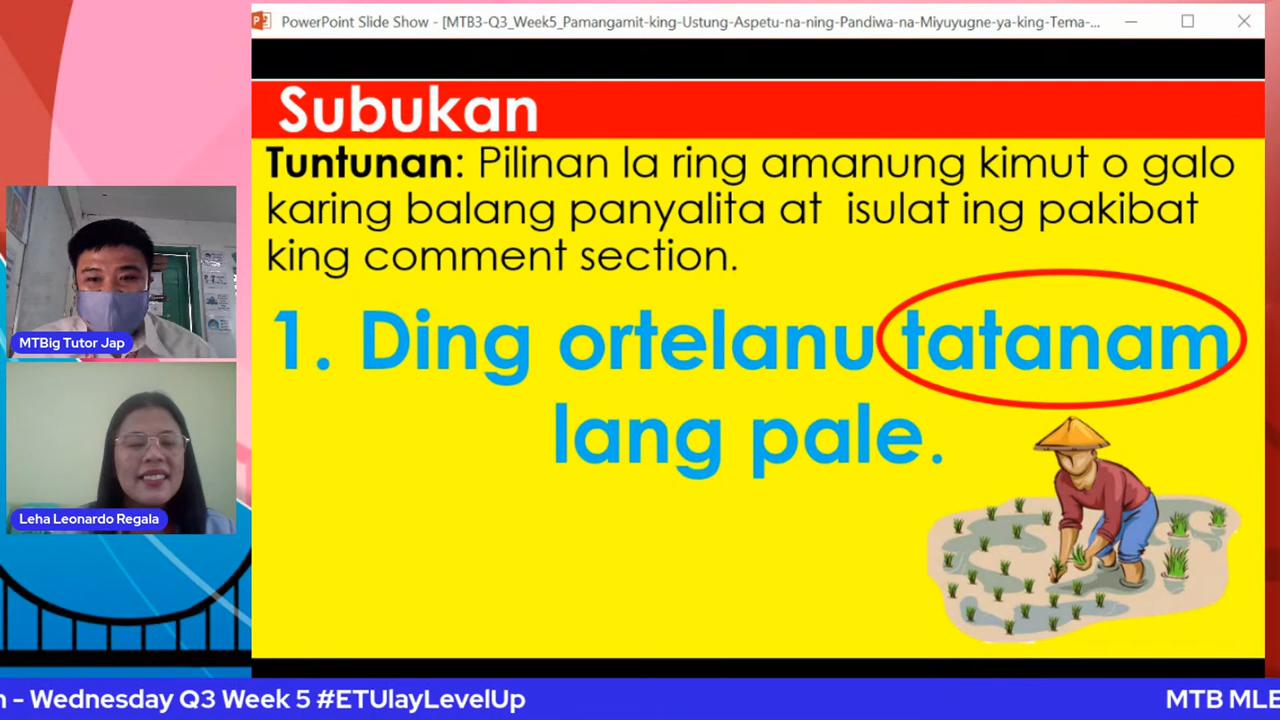 PowerPoint Slide Show - [MTB3-Q3_Week5_Pamangamit-king-Ustung-Aspetu-na-ning-Pandiwa-na-Miyuyugne-ya-king-Tema-...
Subukan
Tuntunan: Pilinan la ring amanung kimut o galo
karing balang panyalita at isulat ing pakibat
king comment section.
1. Ding ortelanu tatanam
lang pale.
MTBig Tutor Jap
Leha Leonardo Regala
- Wednesday Q3 Week 5 #ETUlayLevelUp
MTB MLE